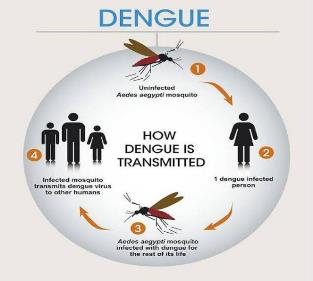 DENGUE
1
Uninfected
Aedes aegypti mosquito
2
1 dengue infected
person
3
Aedes aegypti mosquito
infected with dengue for
the rest of its life
4
Infected mosquito
transmits dengue virus
to other humans
HOW
DENGUE IS
TRANSMITTED